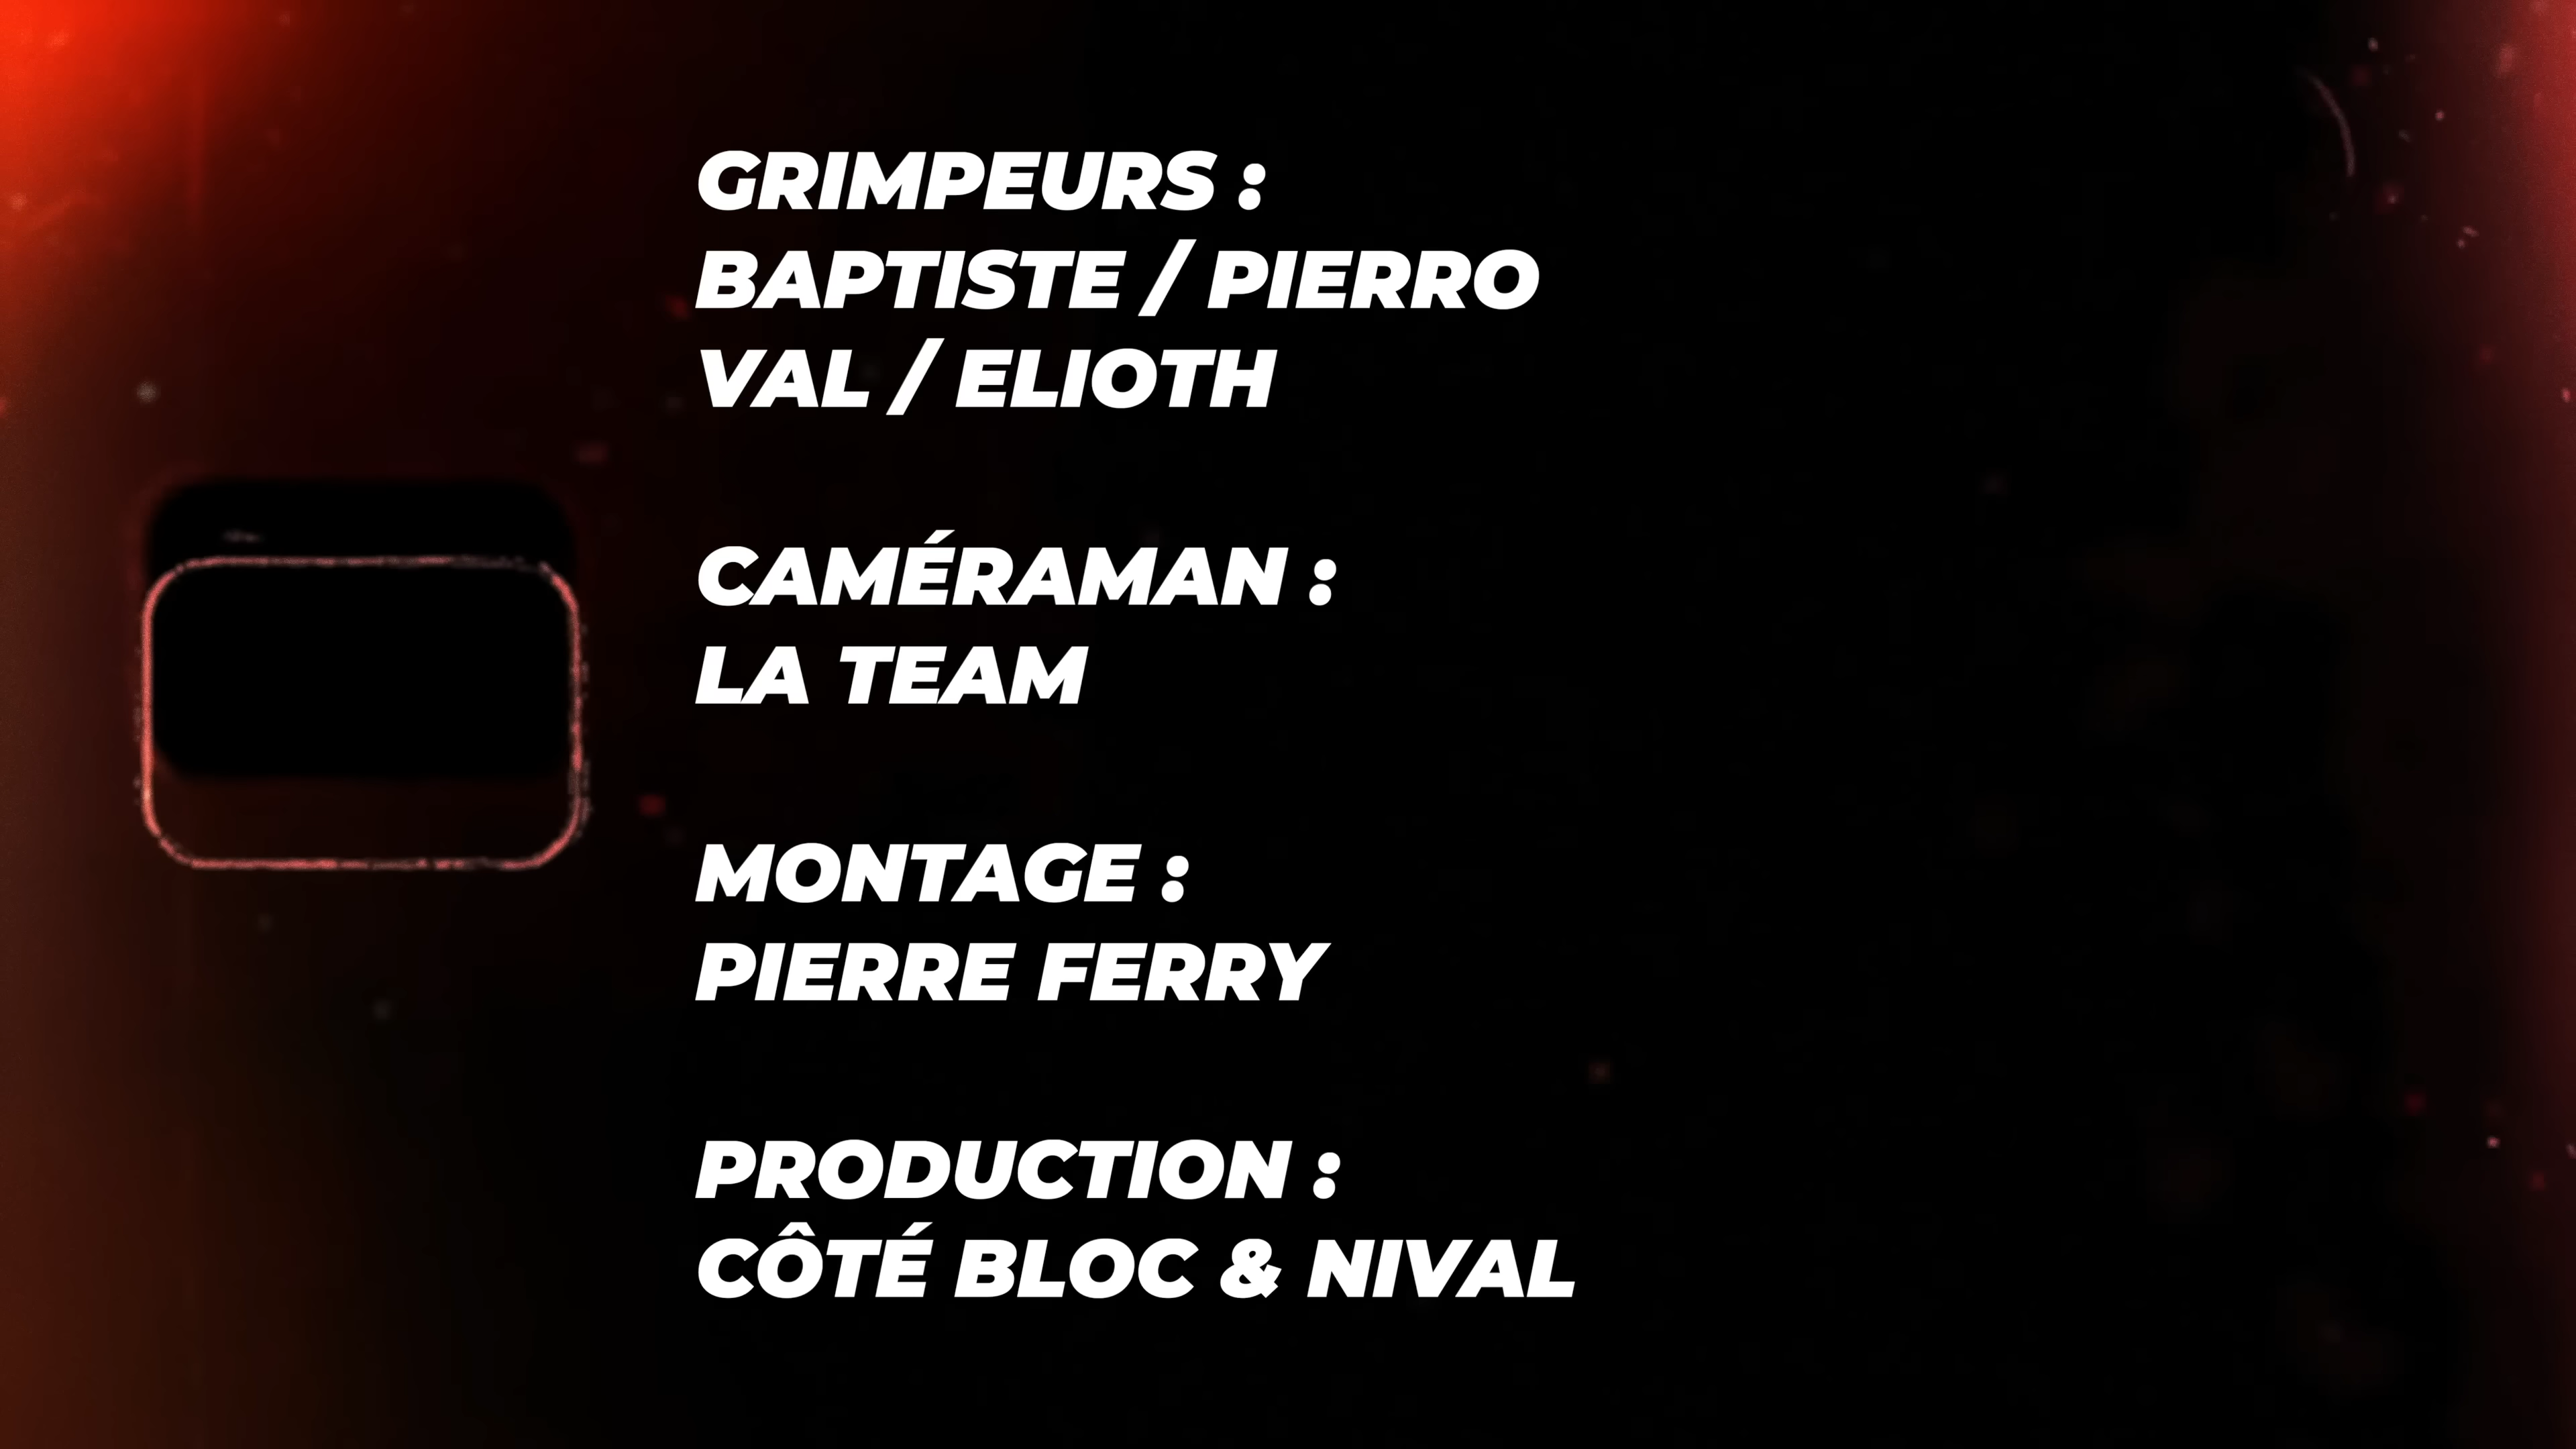 GRIMPEURS :
BAPTISTE / PIERRO
VAL / ELIOTH
CAMÉRAMAN :
LA TEAM
MONTAGE :
PIERRE FERRY
PRODUCTION :
CÔTÉ BLOC & NIVAL